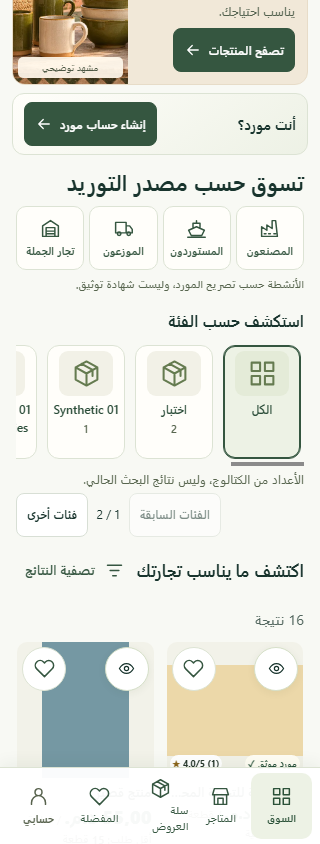 يناسب احتياجك.
تصفح المنتجات
مشهد توضيحي
أنت مورد؟
إنشاء حساب مورد
تسوق حسب مصدر التوريد
المصنعون
المستوردون
الموزعون
تجار الجملة
الأنشطة حسب تصريح المورد، وليست شهادة توثيق.
استكشف حسب الفئة
الكل
اختبار
2
Synthetic 01
1
01
es
الأعداد من الكتالوج، وليس نتائج البحث الحالي.
الفئات السابقة
1 / 2
فئات أخرى
اكتشف ما يناسب تجارتك
تصفية النتائج
16 نتيجة
مورد موثق ✓
★ 4.0/5 (1)
السوق
المتاجر
سلة
العروض
المفضلة
حسابي